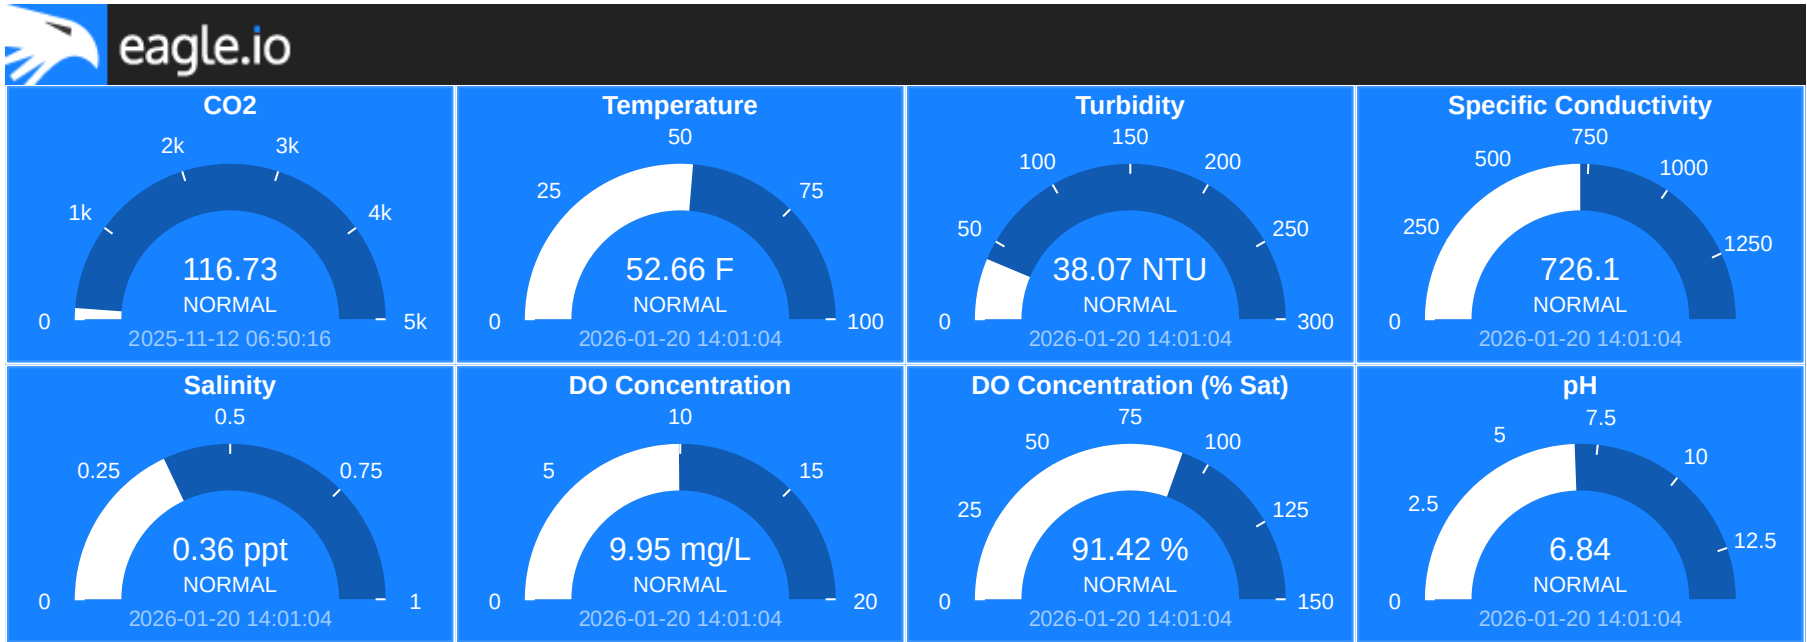 eagle.io
CO2
0
1k
2k
3k
4k
5k
116.73
NORMAL
2025-11-12 06:50:16
Temperature
0
25
50
75
100
52.66 F
NORMAL
2026-01-20 14:01:04
Turbidity
0
50
100
150
200
250
300
38.07 NTU
NORMAL
2026-01-20 14:01:04
Specific Conductivity
0
250
500
750
1000
1250
726.1
NORMAL
2026-01-20 14:01:04
Salinity
0
0.25
0.5
0.75
1
0.36 ppt
NORMAL
2026-01-20 14:01:04
DO Concentration
0
5
10
15
20
9.95 mg/L
NORMAL
2026-01-20 14:01:04
DO Concentration (% Sat)
0
25
50
75
100
125
150
91.42 %
NORMAL
2026-01-20 14:01:04
pH
0
2.5
5
7.5
10
12.5
6.84
NORMAL
2026-01-20 14:01:04